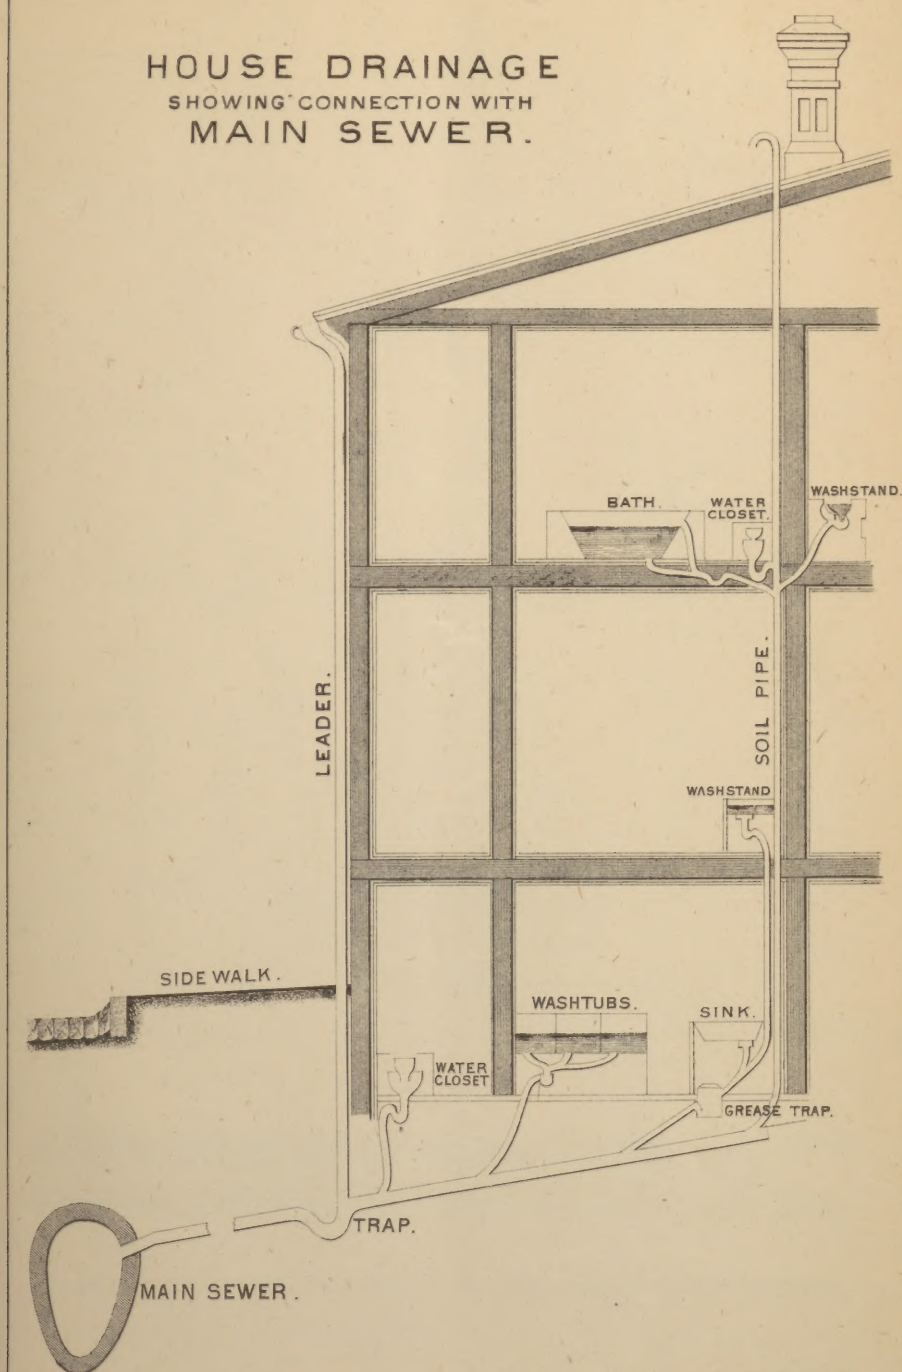 HOUSE DRAINAGE
SHOWING CONNECTION WITH
MAIN SEWER.
BATH.
WATER
CLOSET.
WASHSTAND.
LEADER.
SOIL PIPE.
WASHSTAND
SIDE WALK.
WASHTUBS.
SINK.
WATER
CLOSET
GREASE TRAP.
TRAP.
MAIN SEWER.